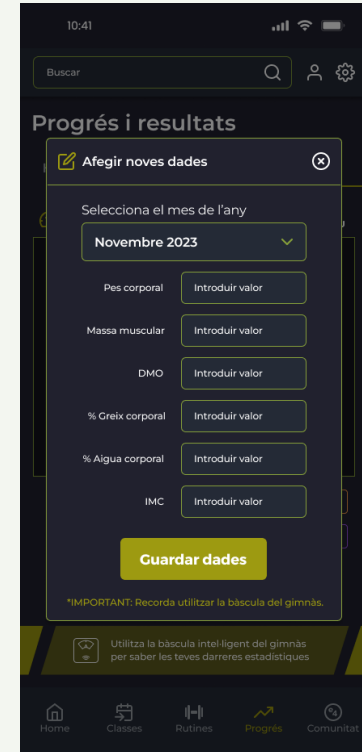 10:41
Buscar
Progrés i resultats
Afegir noves dades
Selecciona el mes de l'any
Novembre 2023
Pes corporal Introduir valor
Massa muscular Introduir valor
DMO Introduir valor
% Greix corporal Introduir valor
% Aigua corporal Introduir valor
IMC Introduir valor
Guardar dades
*IMPORTANT: Recorda utilitzar la bàscula del gimnàs.
Utilitza la bàscula intel·ligent del gimnàs
per saber les teves darreres estadístiques
Home Classes Rutines Progrés Comunitat